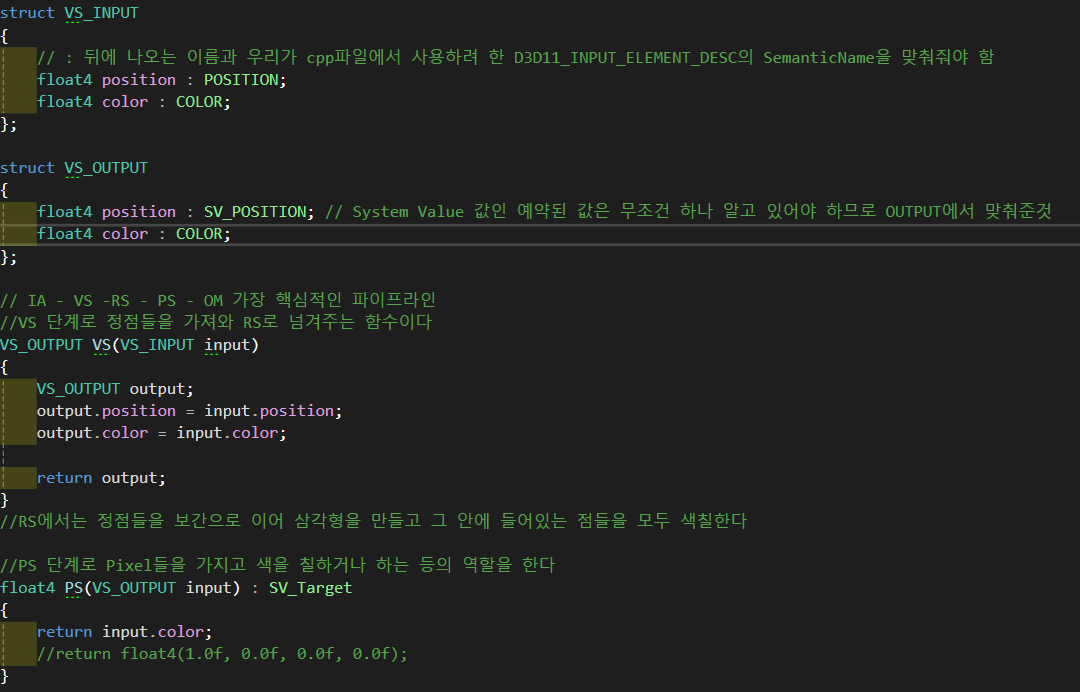 struct VS_INPUT
{
    // : 뒤에 나오는 이름과 우리가 cpp파일에서 사용하려 한 D3D11_INPUT_ELEMENT_DESC의 SemanticName을 맞춰줘야 함
    float4 position : POSITION;
    float4 color : COLOR;
};

struct VS_OUTPUT
{
    float4 position : SV_POSITION; // System Value 값인 예약된 값은 무조건 하나 알고 있어야 하므로 OUTPUT에서 맞춰준것
    float4 color : COLOR;
};

// IA - VS -RS - PS - OM 가장 핵심적인 파이프라인
//VS 단계로 정점들을 가져와 RS로 넘겨주는 함수이다
VS_OUTPUT VS(VS_INPUT input)
{
    VS_OUTPUT output;
    output.position = input.position;
    output.color = input.color;

    return output;
}
//RS에서는 정점들을 보간으로 이어 삼각형을 만들고 그 안에 들어있는 점들을 모두 색칠한다

//PS 단계로 Pixel들을 가지고 색을 칠하거나 하는 등의 역할을 한다
float4 PS(VS_OUTPUT input) : SV_Target
{
    return input.color;
    //return float4(1.0f, 0.0f, 0.0f, 0.0f);
}